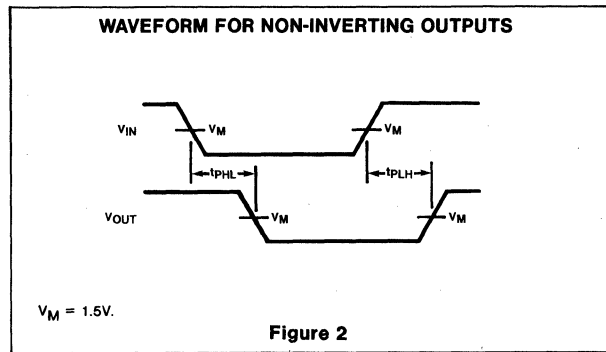 WAVEFORM FOR NON-INVERTING OUTPUTS
VIN
VM
VM
tPHL
tPLH
VOUT
VM
VM
VM = 1.5V.
Figure 2